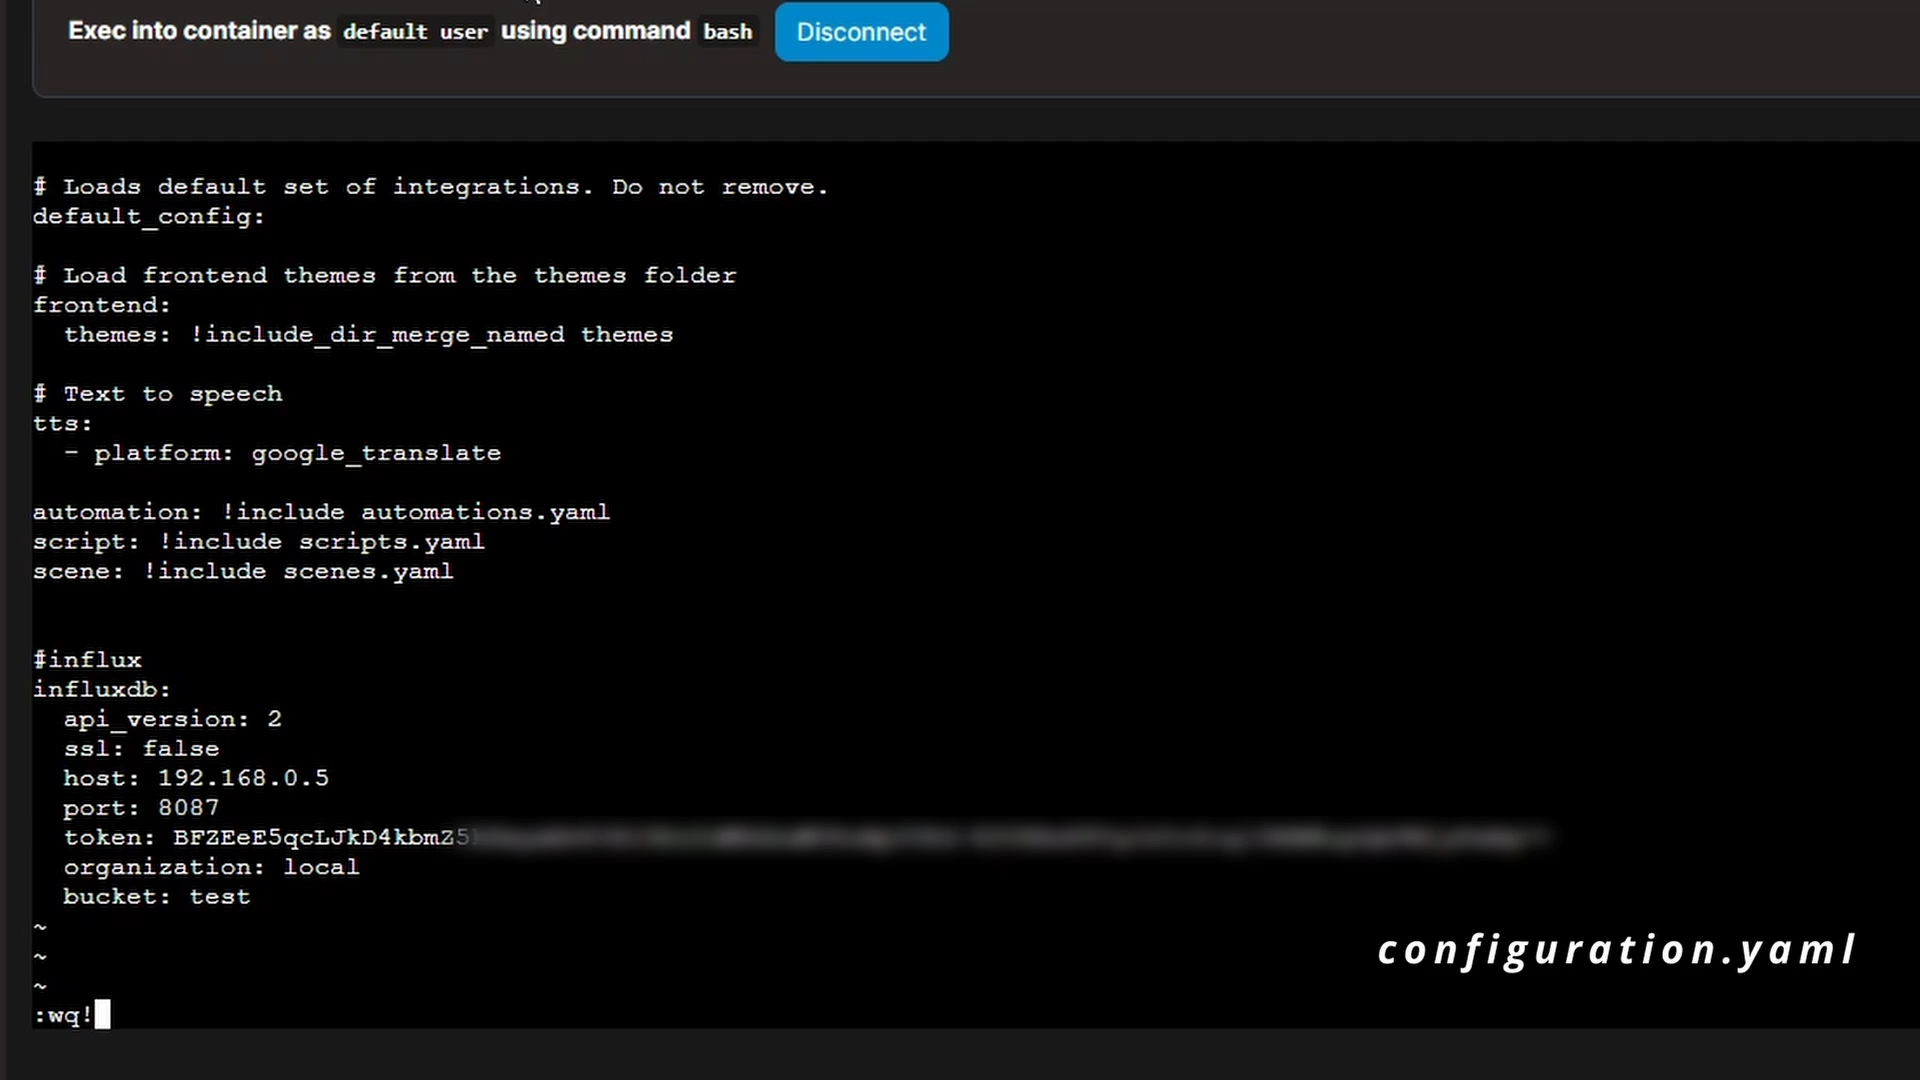 Exec into container as default user using command bash Disconnect
# Loads default set of integrations. Do not remove.
default_config:
# Load frontend themes from the themes folder
frontend:
  themes: !include_dir_merge_named themes
# Text to speech
tts:
  - platform: google_translate
automation: !include automations.yaml
script: !include scripts.yaml
scene: !include scenes.yaml
#influx
influxdb:
  api_version: 2
  ssl: false
  host: 192.168.0.5
  port: 8087
  token: BFZEeE5qcLJkD4kbmZ5
  organization: local
  bucket: test
~
~
~
:wq!
configuration.yaml